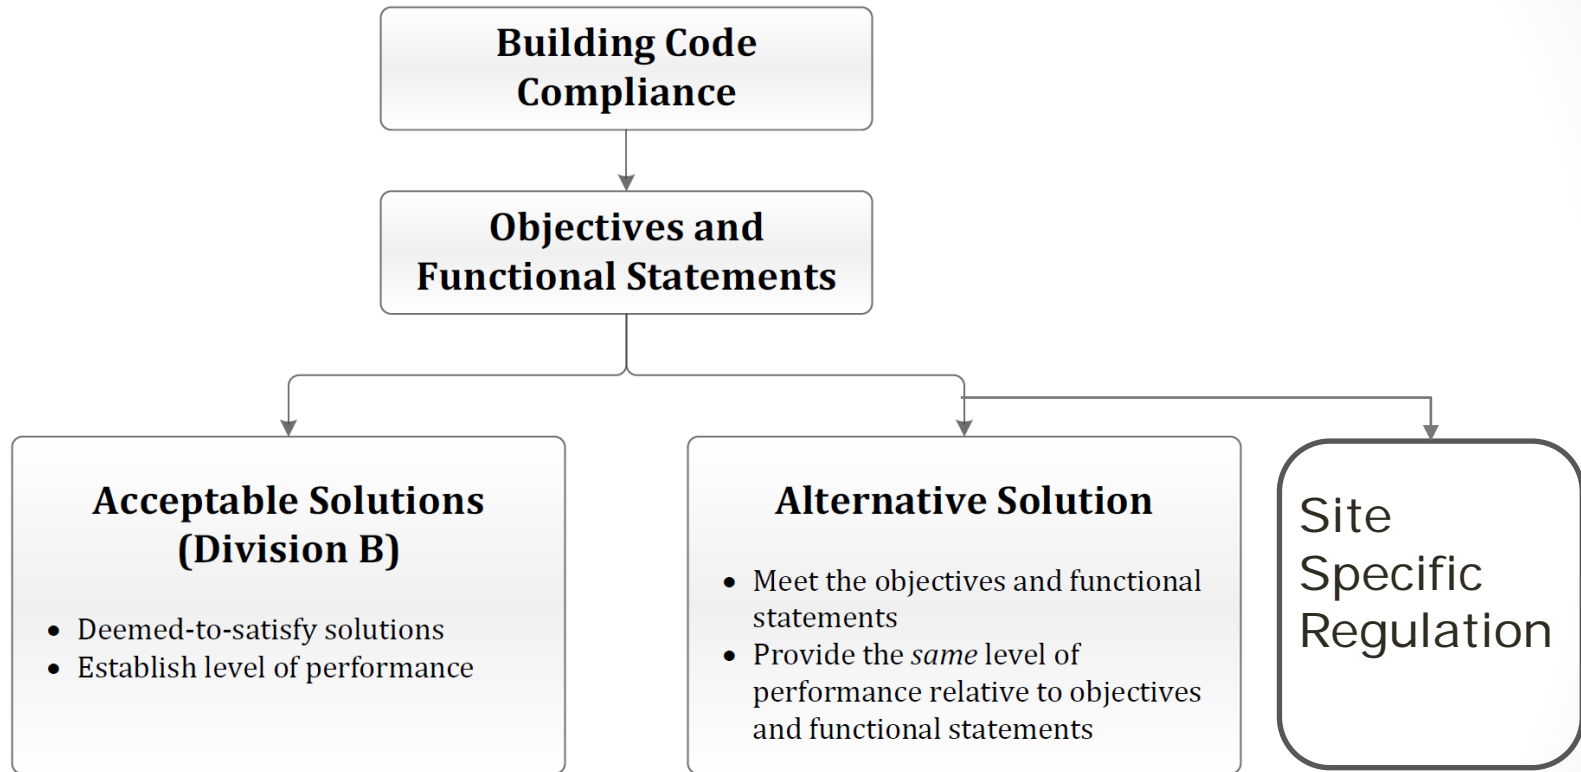 Building Code
Compliance
Objectives and
Functional Statements
Acceptable Solutions
(Division B)
• Deemed-to-satisfy solutions
• Establish level of performance
Alternative Solution
• Meet the objectives and functional
statements
• Provide the same level of
performance relative to objectives
and functional statements
Site
Specific
Regulation